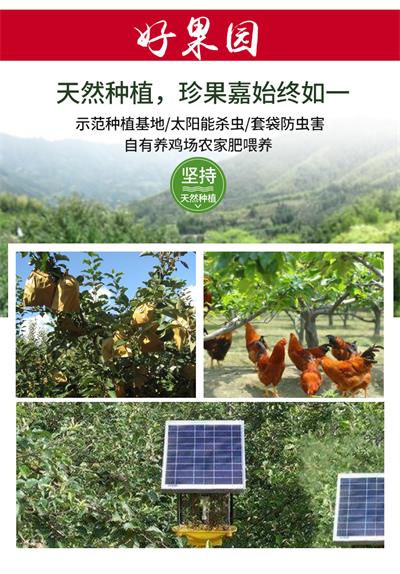 好果园
天然种植，珍果嘉始终如一
示范种植基地/太阳能杀虫/套袋防虫害
自有养鸡场农家肥喂养
坚持
天然种植